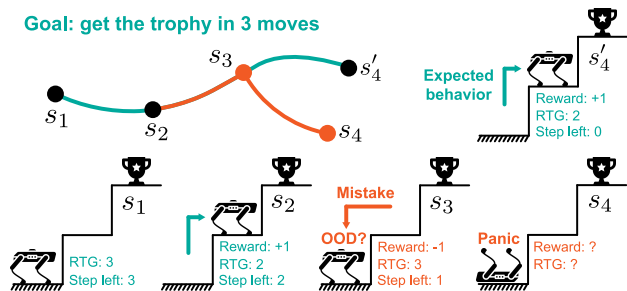 Goal: get the trophy in 3 moves
s1
s2
s3
s4'
s4
Expected
behavior
s4'
Reward: +1
RTG: 2
Step left: 0
s1
RTG: 3
Step left: 3
s2
Reward: +1
RTG: 2
Step left: 2
Mistake
OOD?
s3
Reward: -1
RTG: 3
Step left: 1
s4
Panic
Reward: ?
RTG: ?